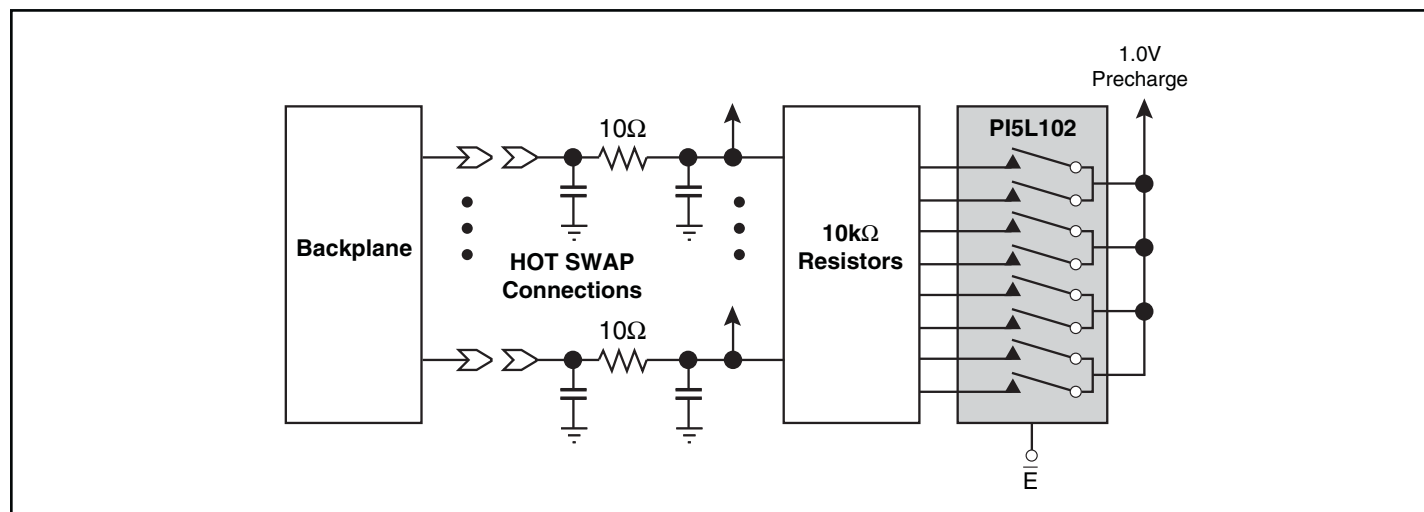 1.0V
Precharge
PI5L102
10Ω
Backplane
HOT SWAP
Connections
10kΩ
Resistors
10Ω
E̅